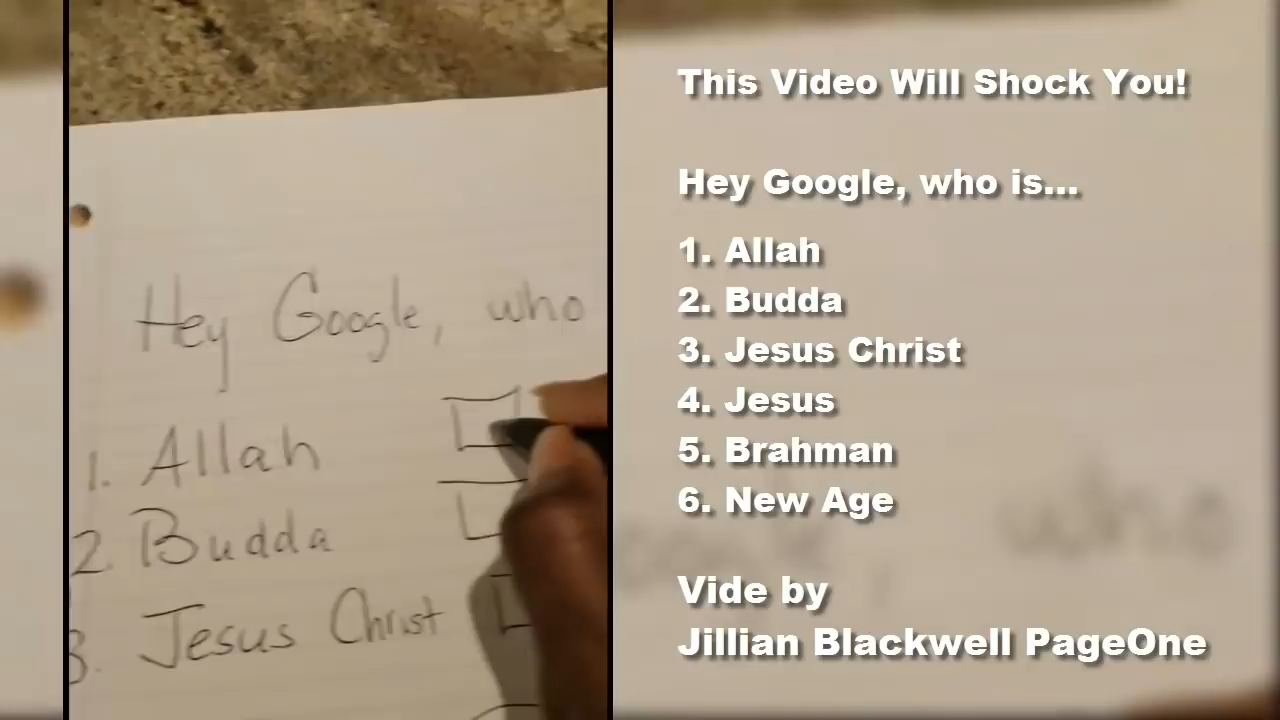 Hey Google, who
1. Allah
2. Budda
3. Jesus Christ
This Video Will Shock You!
Hey Google, who is...
1. Allah
2. Budda
3. Jesus Christ
4. Jesus
5. Brahman
6. New Age
Vide by
Jillian Blackwell PageOne